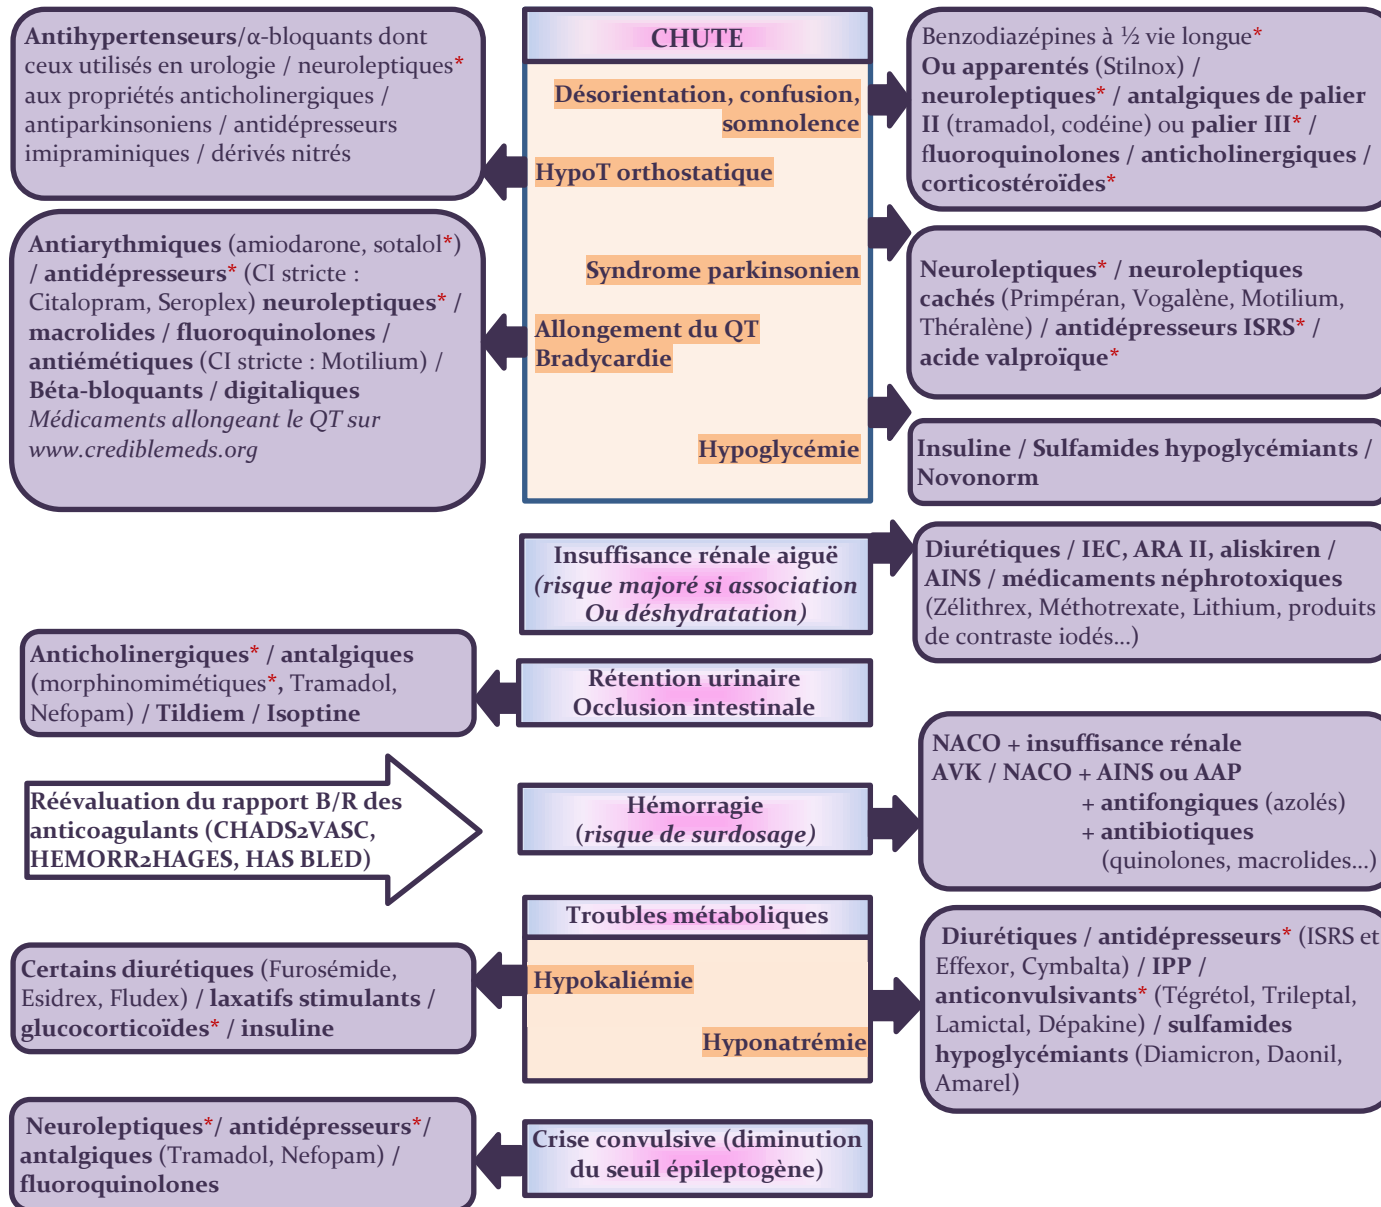 Antihypertenseurs/α-bloquants dont
ceux utilisés en urologie / neuroleptiques*
aux propriétés anticholinergiques /
antiparkinsoniens / antidépresseurs
imipraminiques / dérivés nitrés
CHUTE
Désorientation, confusion,
somnolence
HypoT orthostatique
Syndrome parkinsonien
Allongement du QT
Bradycardie
Hypoglycémie
Benzodiazépines à ½ vie longue*
Ou apparentés (Stilnox) /
neuroleptiques* / antalgiques de palier
II (tramadol, codéine) ou palier III* /
fluoroquinolones / anticholinergiques /
corticostéroïdes*
Antiarythmiques (amiodarone, sotalol*)
/ antidépresseurs* (CI stricte :
Citalopram, Seroplex) neuroleptiques* /
macrolides / fluoroquinolones /
antiémétiques (CI stricte : Motilium) /
Béta-bloquants / digitaliques
Médicaments allongeant le QT sur
www.crediblemeds.org
Neuroleptiques* / neuroleptiques
cachés (Primpéran, Vogalène, Motilium,
Théralène) / antidépresseurs ISRS* /
acide valproïque*
Insuline / Sulfamides hypoglycémiants /
Novonorm
Insuffisance rénale aiguë
(risque majoré si association
Ou déshydratation)
Diurétiques / IEC, ARA II, aliskiren /
AINS / médicaments néphrotoxiques
(Zélithrex, Méthotrexate, Lithium, produits
de contraste iodés...)
Anticholinergiques* / antalgiques
(morphinomimétiques*, Tramadol,
Nefopam) / Tildiem / Isoptine
Rétention urinaire
Occlusion intestinale
Réévaluation du rapport B/R des
anticoagulants (CHADS2VASC,
HEMORR2HAGES, HAS BLED)
Hémorragie
(risque de surdosage)
NACO + insuffisance rénale
AVK / NACO + AINS ou AAP
+ antifongiques (azolés)
+ antibiotiques
(quinolones, macrolides...)
Troubles métaboliques
Hypokaliémie
Hyponatrémie
Certains diurétiques (Furosémide,
Esidrex, Fludex) / laxatifs stimulants /
glucocorticoïdes* / insuline
Diurétiques / antidépresseurs* (ISRS et
Effexor, Cymbalta) / IPP /
anticonvulsivants* (Tégrétol, Trileptal,
Lamictal, Dépakine) / sulfamides
hypoglycémiants (Diamicron, Daonil,
Amarel)
Neuroleptiques*/ antidépresseurs*/
antalgiques (Tramadol, Nefopam) /
fluoroquinolones
Crise convulsive (diminution
du seuil épileptogène)